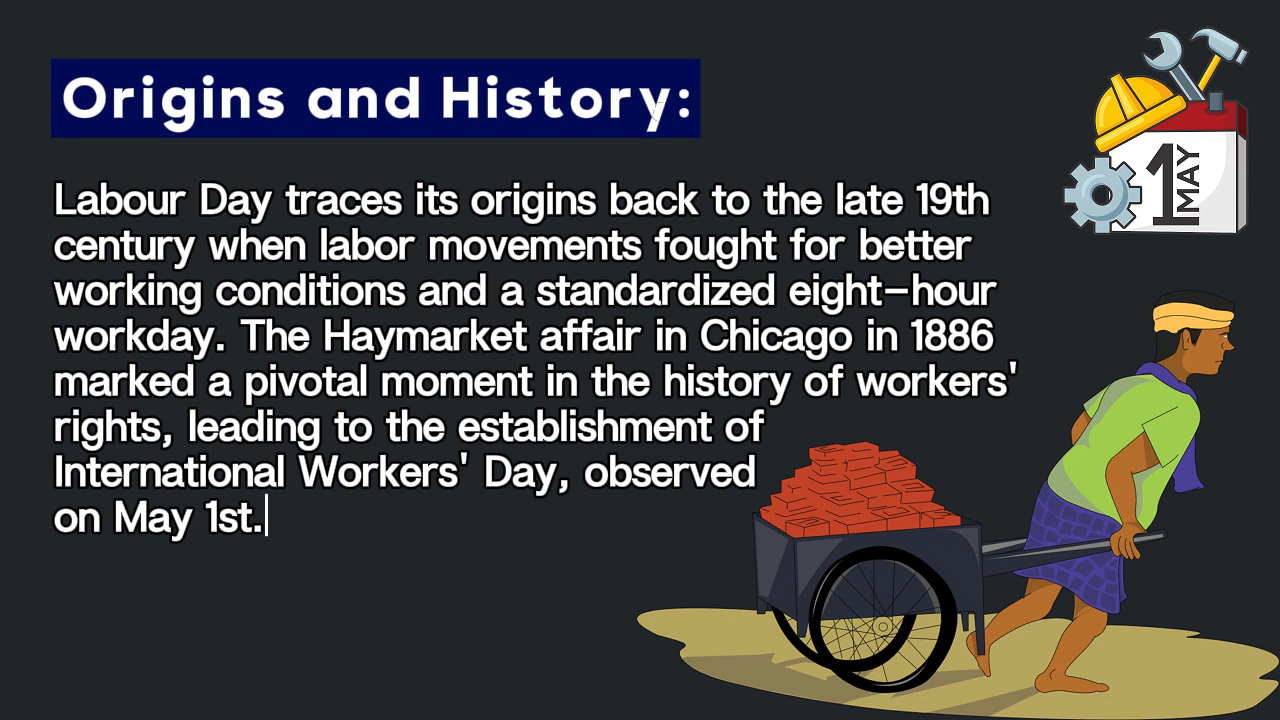 Origins and History:
Labour Day traces its origins back to the late 19th
century when labor movements fought for better
working conditions and a standardized eight-hour
workday. The Haymarket affair in Chicago in 1886
marked a pivotal moment in the history of workers'
rights, leading to the establishment of
International Workers' Day, observed
on May 1st.
1 MAY